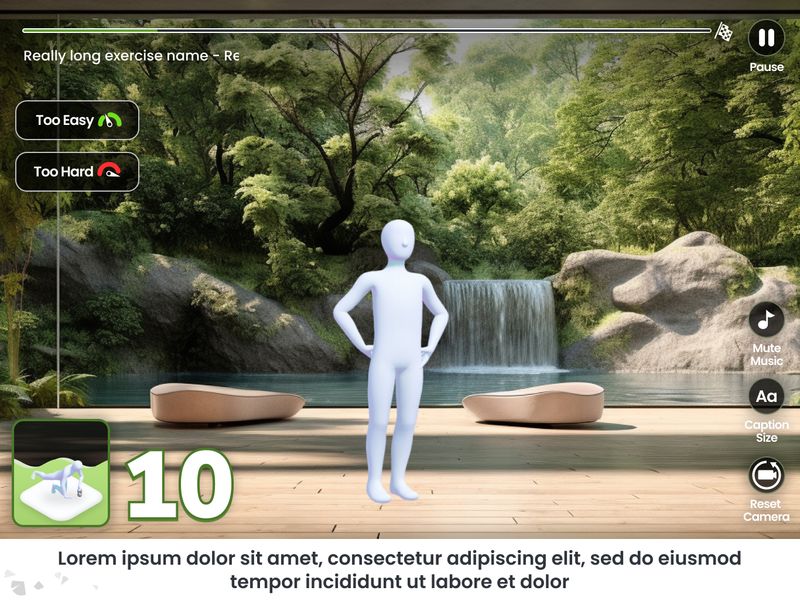 Really long exercise name - Re
Pause
Too Easy
Too Hard
Mute
Music
Aa
Caption
Size
Reset
Camera
10
Lorem ipsum dolor sit amet, consectetur adipiscing elit, sed do eiusmod
tempor incididunt ut labore et dolor